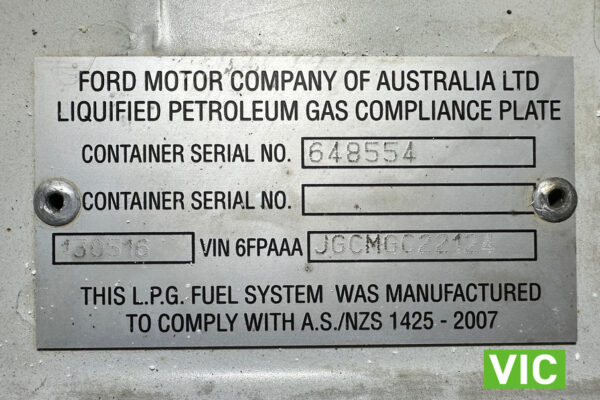 FORD MOTOR COMPANY OF AUSTRALIA LTD
LIQUIFIED PETROLEUM GAS COMPLIANCE PLATE
CONTAINER SERIAL NO. 648554
CONTAINER SERIAL NO.
130516 VIN 6FPAAA JGCMGC22124
THIS L.P.G. FUEL SYSTEM WAS MANUFACTURED
TO COMPLY WITH A.S./NZS 1425 - 2007
VIC